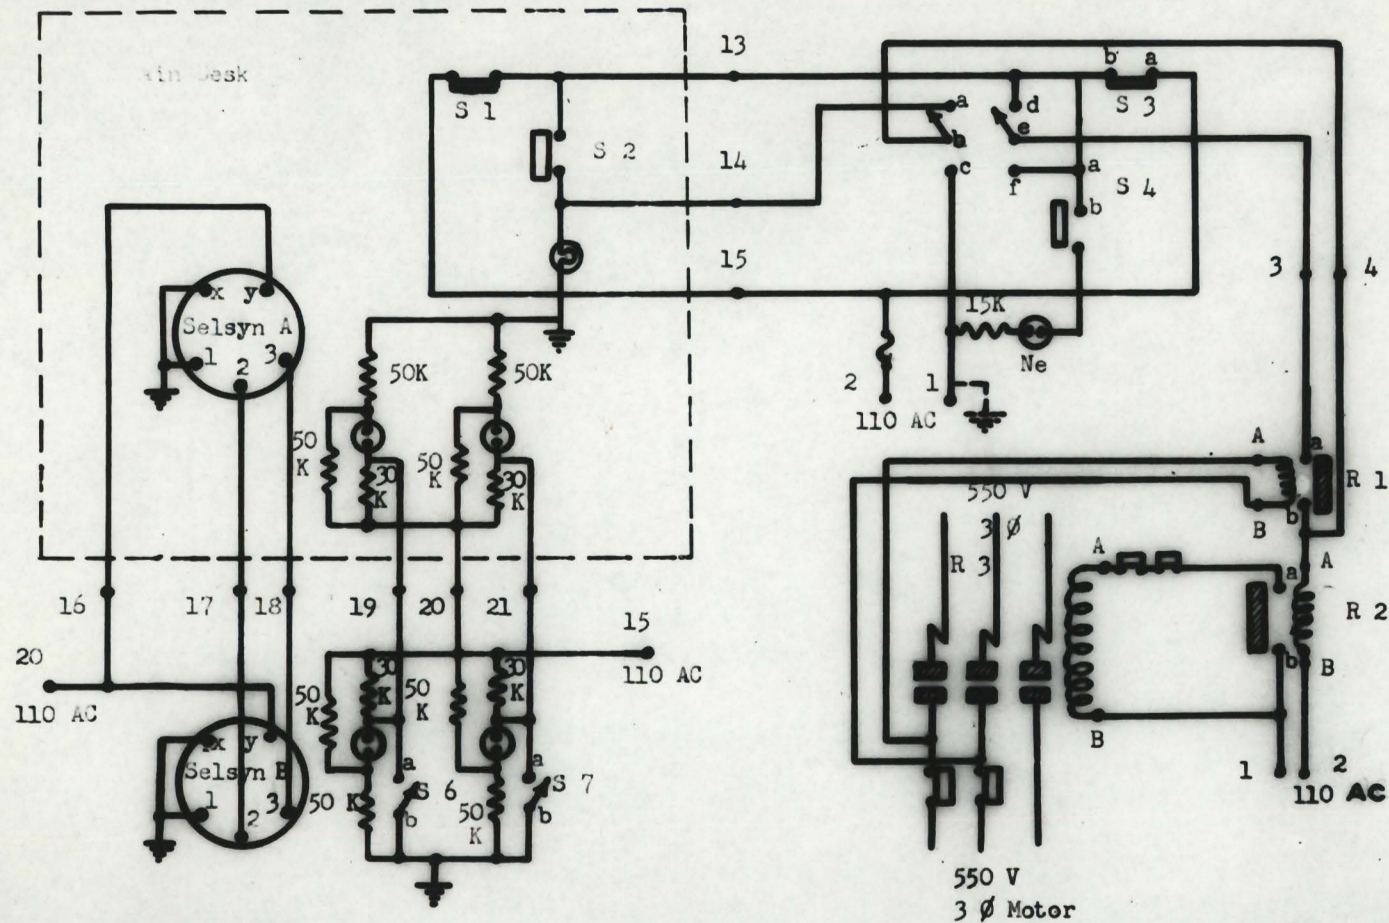 13
ain Desk
b a
S 1
S 3
a d
b e
S 2
14
c f a
S 4
b
15
3 4
x y
Selsyn A
1 2 3
15K
Ne
50K 50K
2 1
110 AC
50
K
30
K
50
K
30
K
A a
R 1
B b
550 V
3 Ø
R 3
A
a A
R 2
b B
B
16 17 18 19 20 21
15
110 AC
20
110 AC
50
K
30
K
50
K
30
K
x y
Selsyn B
1 2 3
50 K
a
S 6
b
50
K
a
S 7
b
1 2
110 AC
550 V
3 Ø Motor